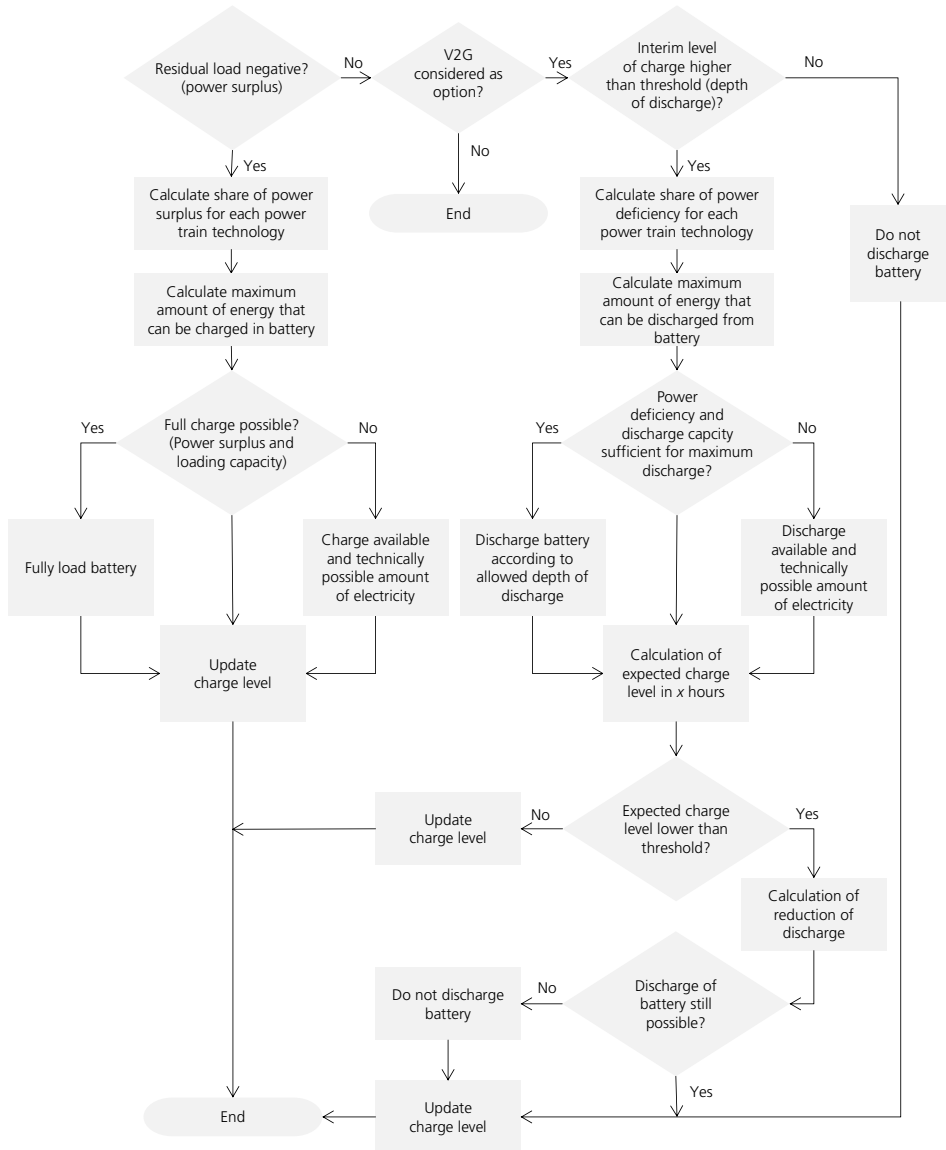 Residual load negative?
(power surplus)
No
V2G
considered as
option?
Yes
Interim level
of charge higher
than threshold (depth
of discharge)?
No
Yes
No
Yes
Calculate share of power
surplus for each power
train technology
End
Calculate share of power
deficiency for each
power train technology
Do not
discharge
battery
Calculate maximum
amount of energy that
can be charged in battery
Calculate maximum
amount of energy that
can be discharged from
battery
Yes
Full charge possible?
(Power surplus and
loading capacity)
No
Yes
Power
deficiency and
discharge capcity
sufficient for maximum
discharge?
No
Fully load battery
Charge available
and technically
possible amount
of electricity
Discharge battery
according to
allowed depth of
discharge
Discharge
available and
technically
possible amount
of electricity
Update
charge level
Calculation of
expected charge
level in x hours
Update
charge level
No
Expected charge
level lower than
threshold?
Yes
Calculation of
reduction of
discharge
Do not discharge
battery
No
Discharge of
battery still
possible?
Yes
End
Update
charge level